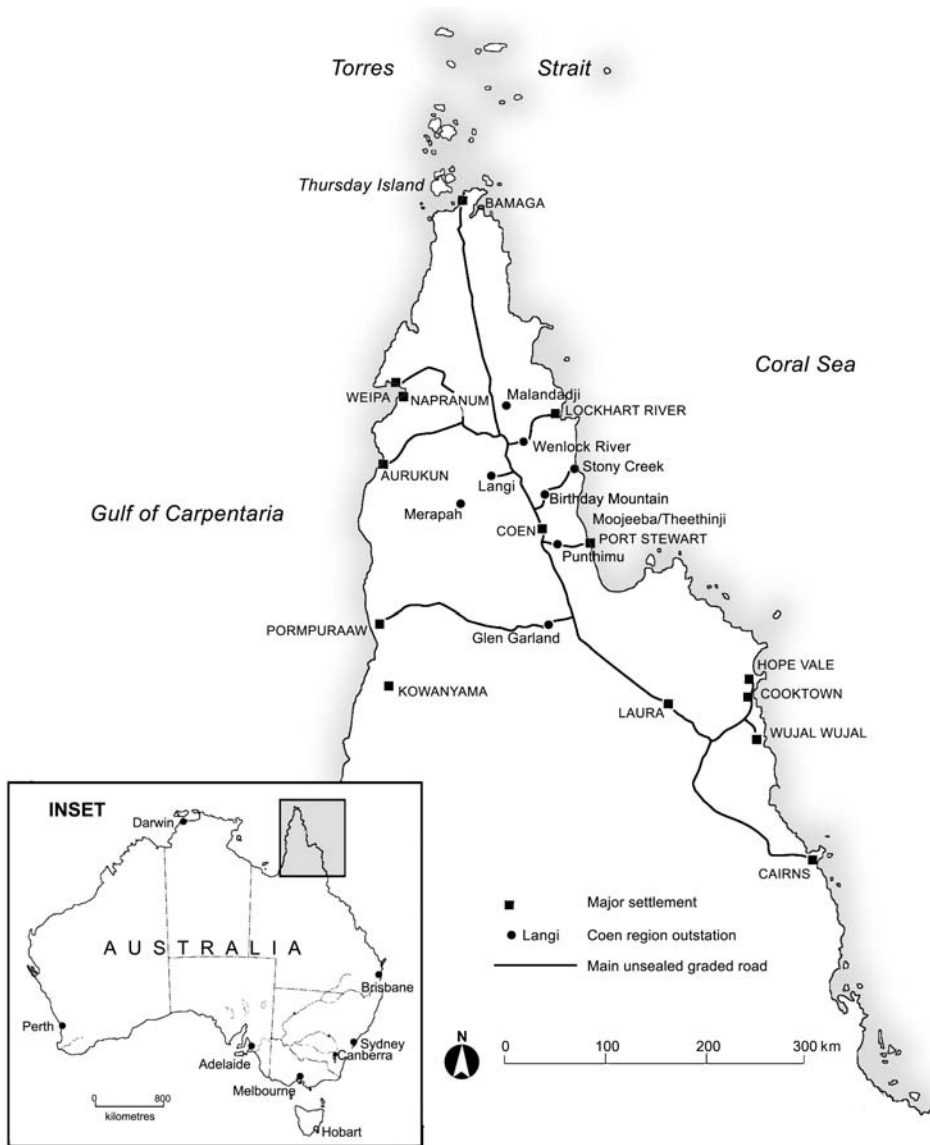 Torres Strait
Thursday Island
BAMAGA
Coral Sea
WEIPA
NAPRANUM
Malandadji
LOCKHART RIVER
Wenlock River
Stony Creek
AURUKUN
Langi
Birthday Mountain
Merapah
Gulf of Carpentaria
Moojeeba/Theethinji
COEN
PORT STEWART
Punthimu
PORMPURAAW
Glen Garland
KOWANYAMA
HOPE VALE
COOKTOWN
LAURA
WUJAL WUJAL
CAIRNS
INSET
Darwin
AUSTRALIA
Brisbane
Perth
Sydney
Adelaide
Canberra
Melbourne
Hobart
0 800
kilometres
Major settlement
Langi Coen region outstation
Main unsealed graded road
N
0 100 200 300 km